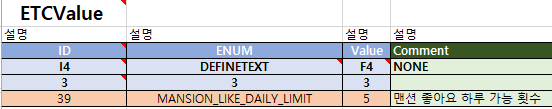 ETCValue
설명 설명 설명 설명
ID ENUM Value Comment
I4 DEFINETEXT F4 NONE
3 3 3
39 MANSION_LIKE_DAILY_LIMIT 5 맨션 좋아요 하루 가능 횟수